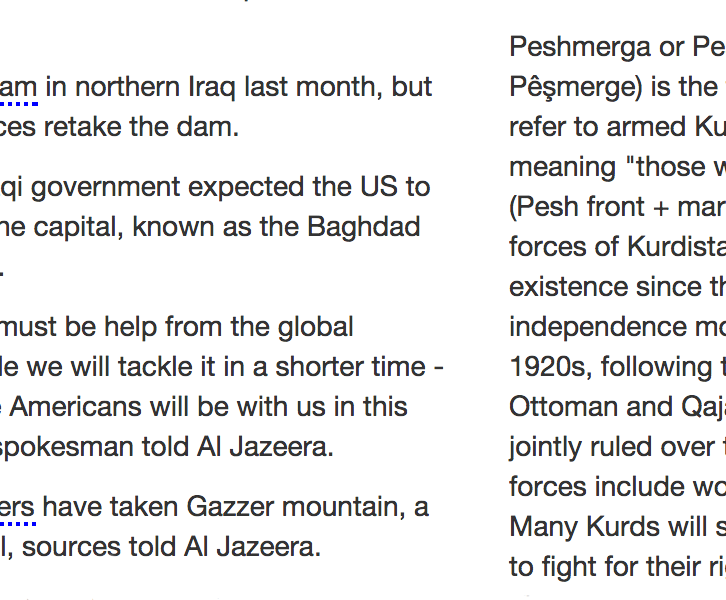 am in northern Iraq last month, but
ces retake the dam.
qi government expected the US to
ne capital, known as the Baghdad
.
must be help from the global
le we will tackle it in a shorter time -
e Americans will be with us in this
spokesman told Al Jazeera.
ers have taken Gazzer mountain, a
l, sources told Al Jazeera.
Peshmerga or Pe
Pêşmerge) is the
refer to armed Ku
meaning "those w
(Pesh front + mar
forces of Kurdista
existence since th
independence mo
1920s, following t
Ottoman and Qaja
jointly ruled over t
forces include wo
Many Kurds will s
to fight for their ri